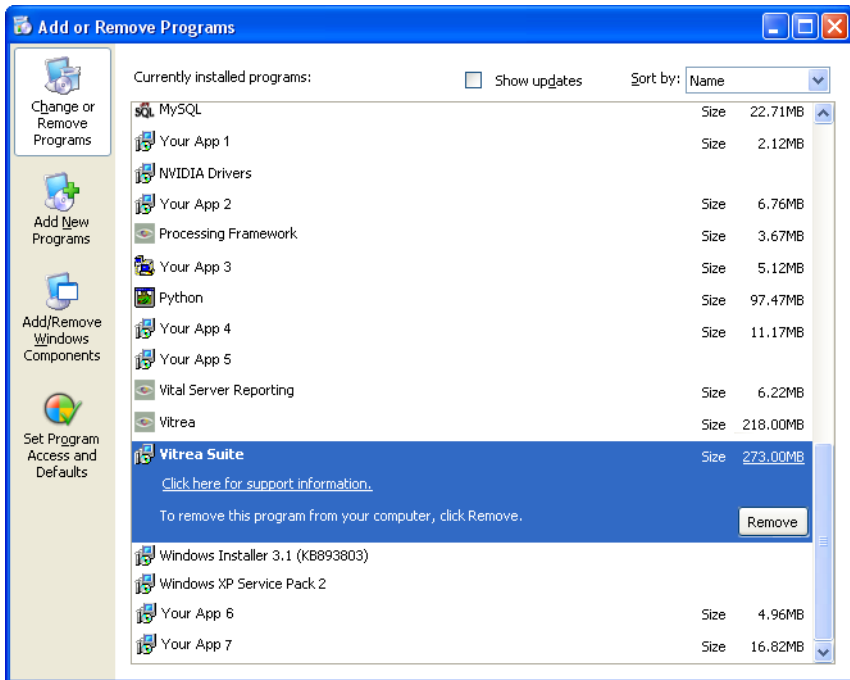 Add or Remove Programs
Change or
Remove
Programs
Add New
Programs
Add/Remove
Windows
Components
Set Program
Access and
Defaults
Currently installed programs:
Show updates
Sort by: Name
SQL MySQL Size 22.71MB
Your App 1 Size 2.12MB
NVIDIA Drivers
Your App 2 Size 6.76MB
Processing Framework Size 3.67MB
Your App 3 Size 5.12MB
Python Size 97.47MB
Your App 4 Size 11.17MB
Your App 5
Vital Server Reporting Size 6.22MB
Vitrea Size 218.00MB
Vitrea Suite Size 273.00MB
Click here for support information.
To remove this program from your computer, click Remove.
Remove
Windows Installer 3.1 (KB893803)
Windows XP Service Pack 2
Your App 6 Size 4.96MB
Your App 7 Size 16.82MB